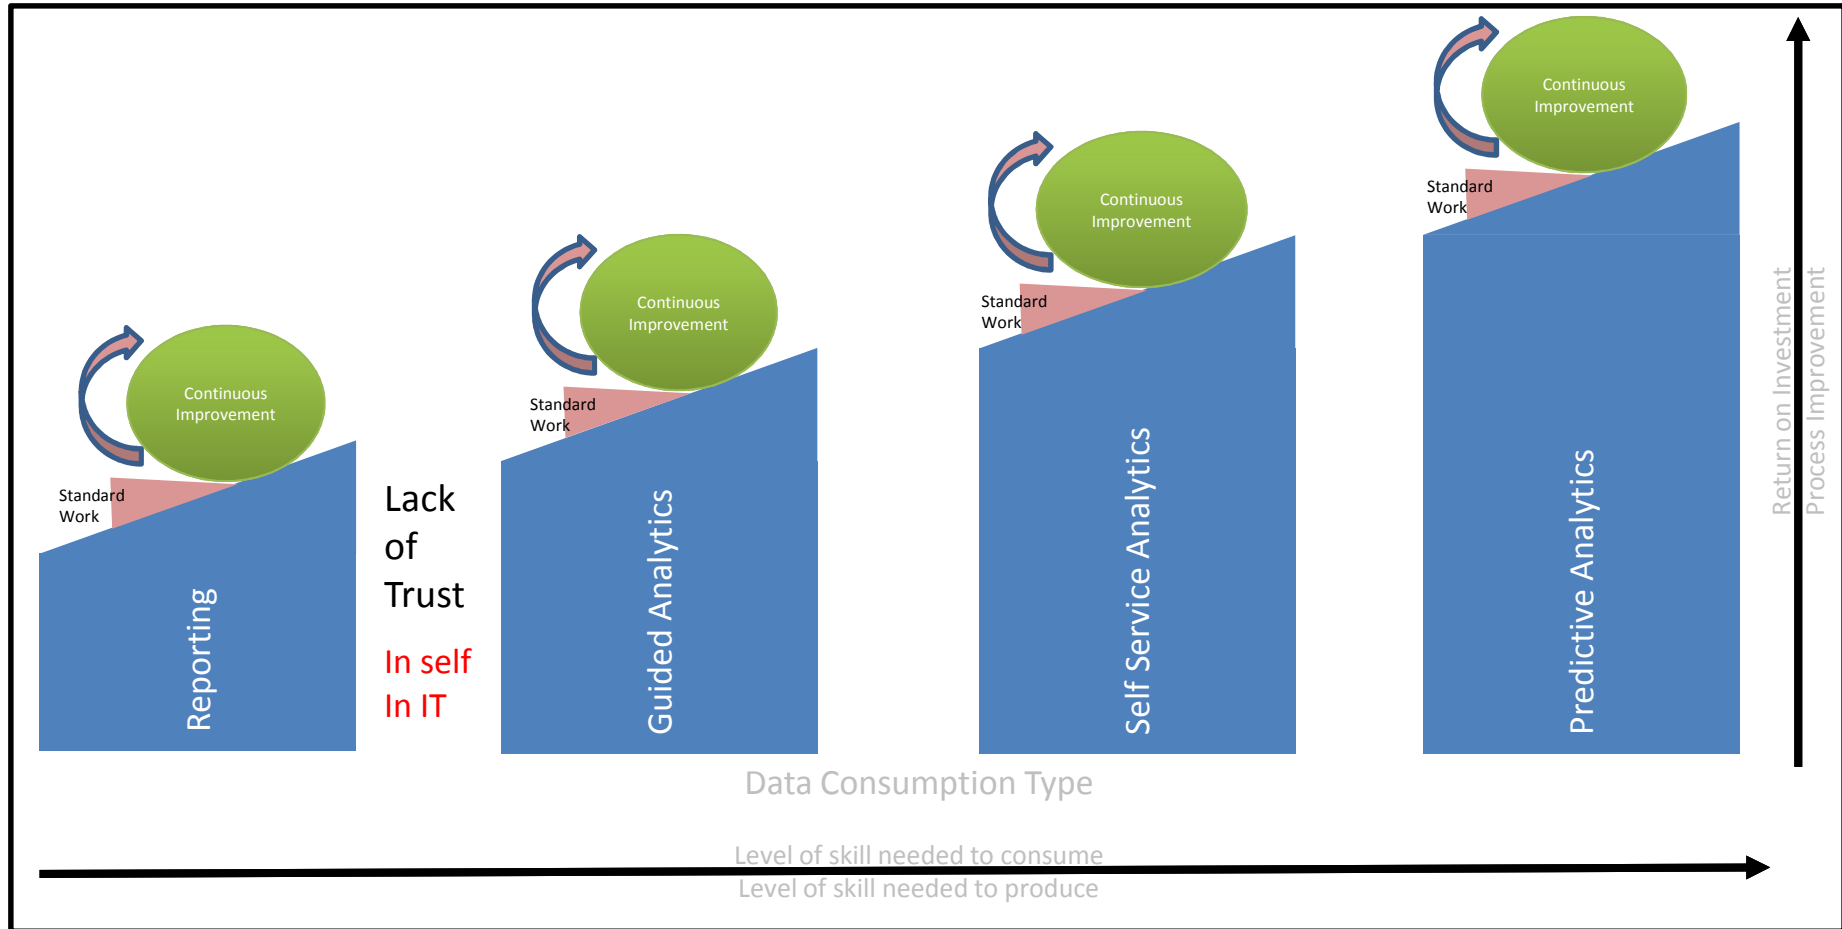 Continuous
Improvement
Standard
Work
Reporting
Lack
of
Trust
In self
In IT
Continuous
Improvement
Standard
Work
Guided Analytics
Continuous
Improvement
Standard
Work
Self Service Analytics
Continuous
Improvement
Standard
Work
Predictive Analytics
Return on Investment
Process Improvement
Data Consumption Type
Level of skill needed to consume
Level of skill needed to produce